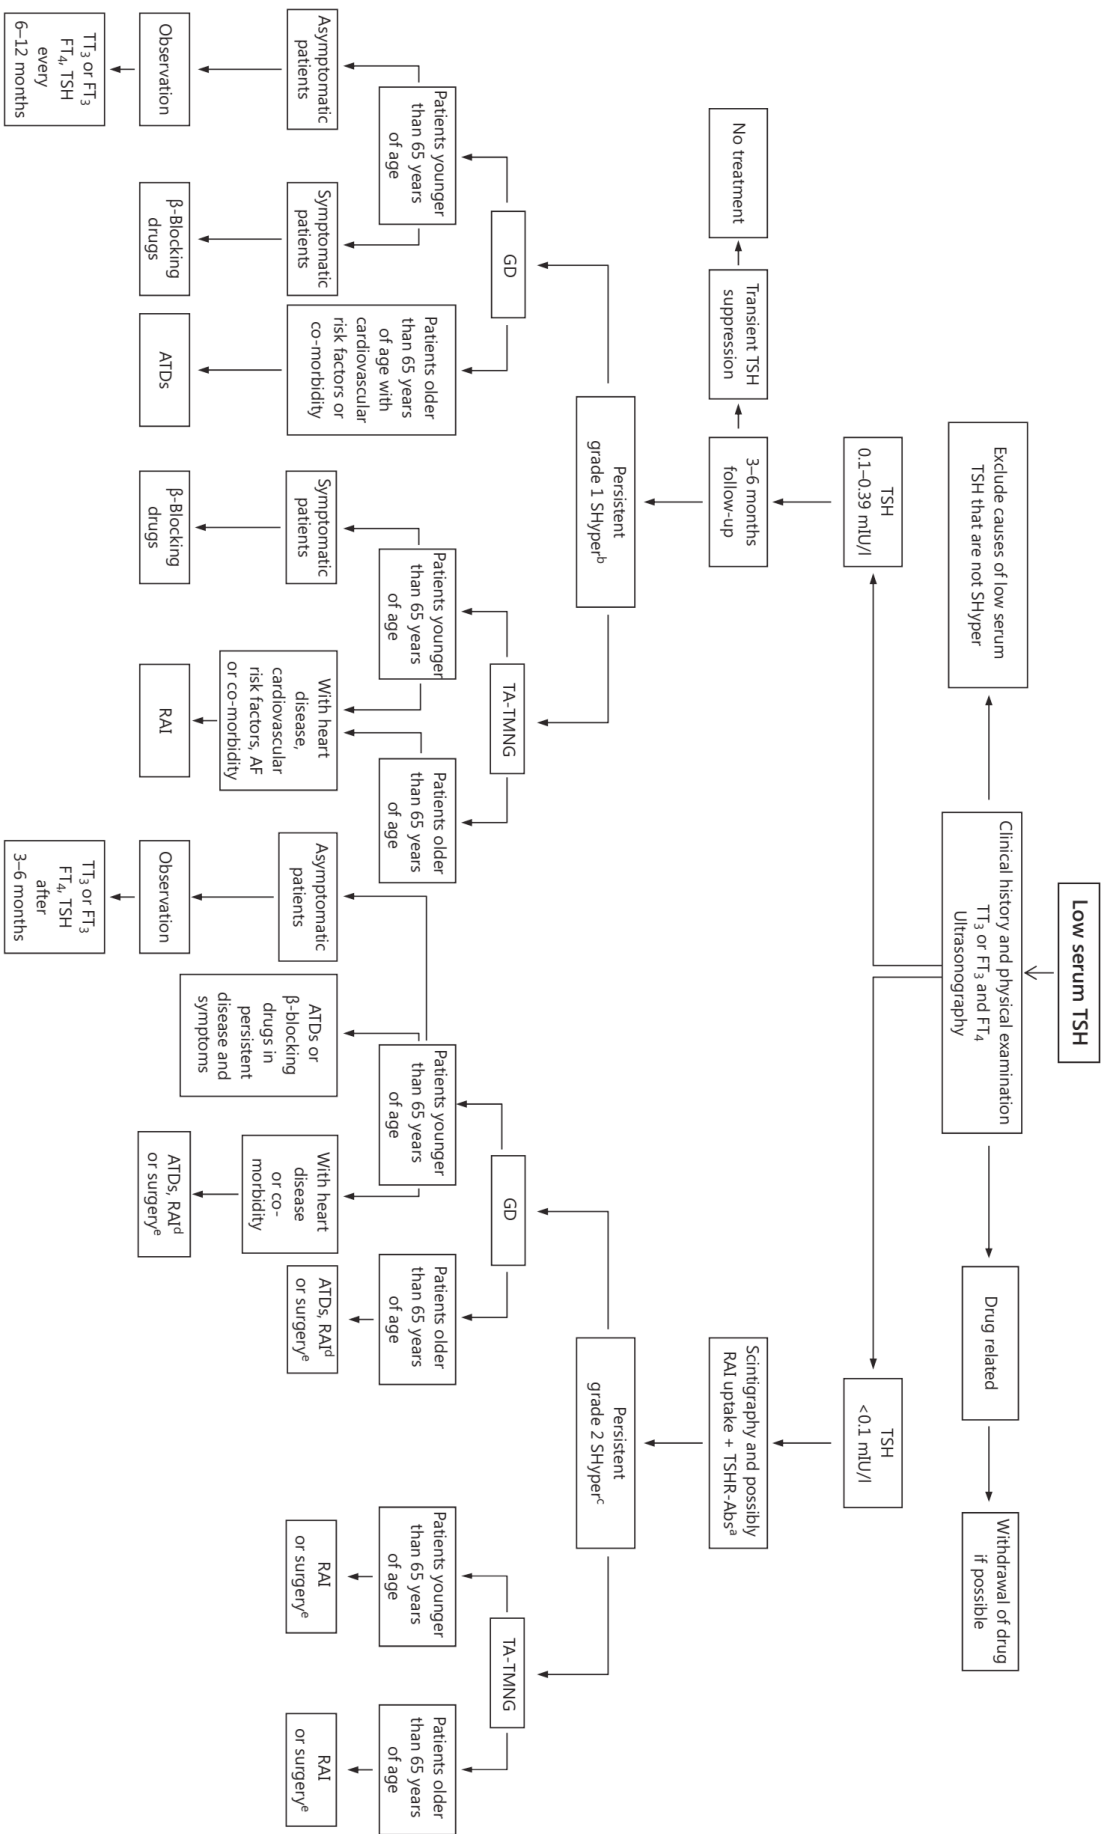 Low serum TSH
Clinical history and physical examination
TT₃ or FT₃ and FT₄
Ultrasonography
Exclude causes of low serum
TSH that are not SHyper
Drug related
Withdrawal of drug
if possible
TSH
0.1–0.39 mIU/l
TSH
<0.1 mIU/l
No treatment
Transient TSH
suppression
3–6 months
follow-up
Scintigraphy and possibly
RAI uptake + TSHR-Absᵃ
Persistent
grade 1 SHyperᵇ
Persistent
grade 2 SHyperᶜ
GD
TA-TMNG
GD
TA-TMNG
Patients younger
than 65 years
of age
Patients older
than 65 years
of age with
cardiovascular
risk factors or
co-morbidity
Patients younger
than 65 years
of age
Patients older
than 65 years
of age
Patients younger
than 65 years
of age
Patients older
than 65 years
of age
Patients younger
than 65 years
of age
Patients older
than 65 years
of age
Asymptomatic
patients
Symptomatic
patients
Symptomatic
patients
With heart
disease,
cardiovascular
risk factors, AF
or co-morbidity
Asymptomatic
patients
ATDs or
β-blocking
drugs in
persistent
disease and
symptoms
With heart
disease
or co-
morbidity
ATDs, RAIᵈ
or surgeryᵉ
RAI
or surgeryᵉ
RAI
or surgeryᵉ
Observation
β-Blocking
drugs
ATDs
β-Blocking
drugs
RAI
Observation
ATDs, RAIᵈ
or surgeryᵉ
TT₃ or FT₃
FT₄, TSH
every
6–12 months
TT₃ or FT₃
FT₄, TSH
after
3–6 months